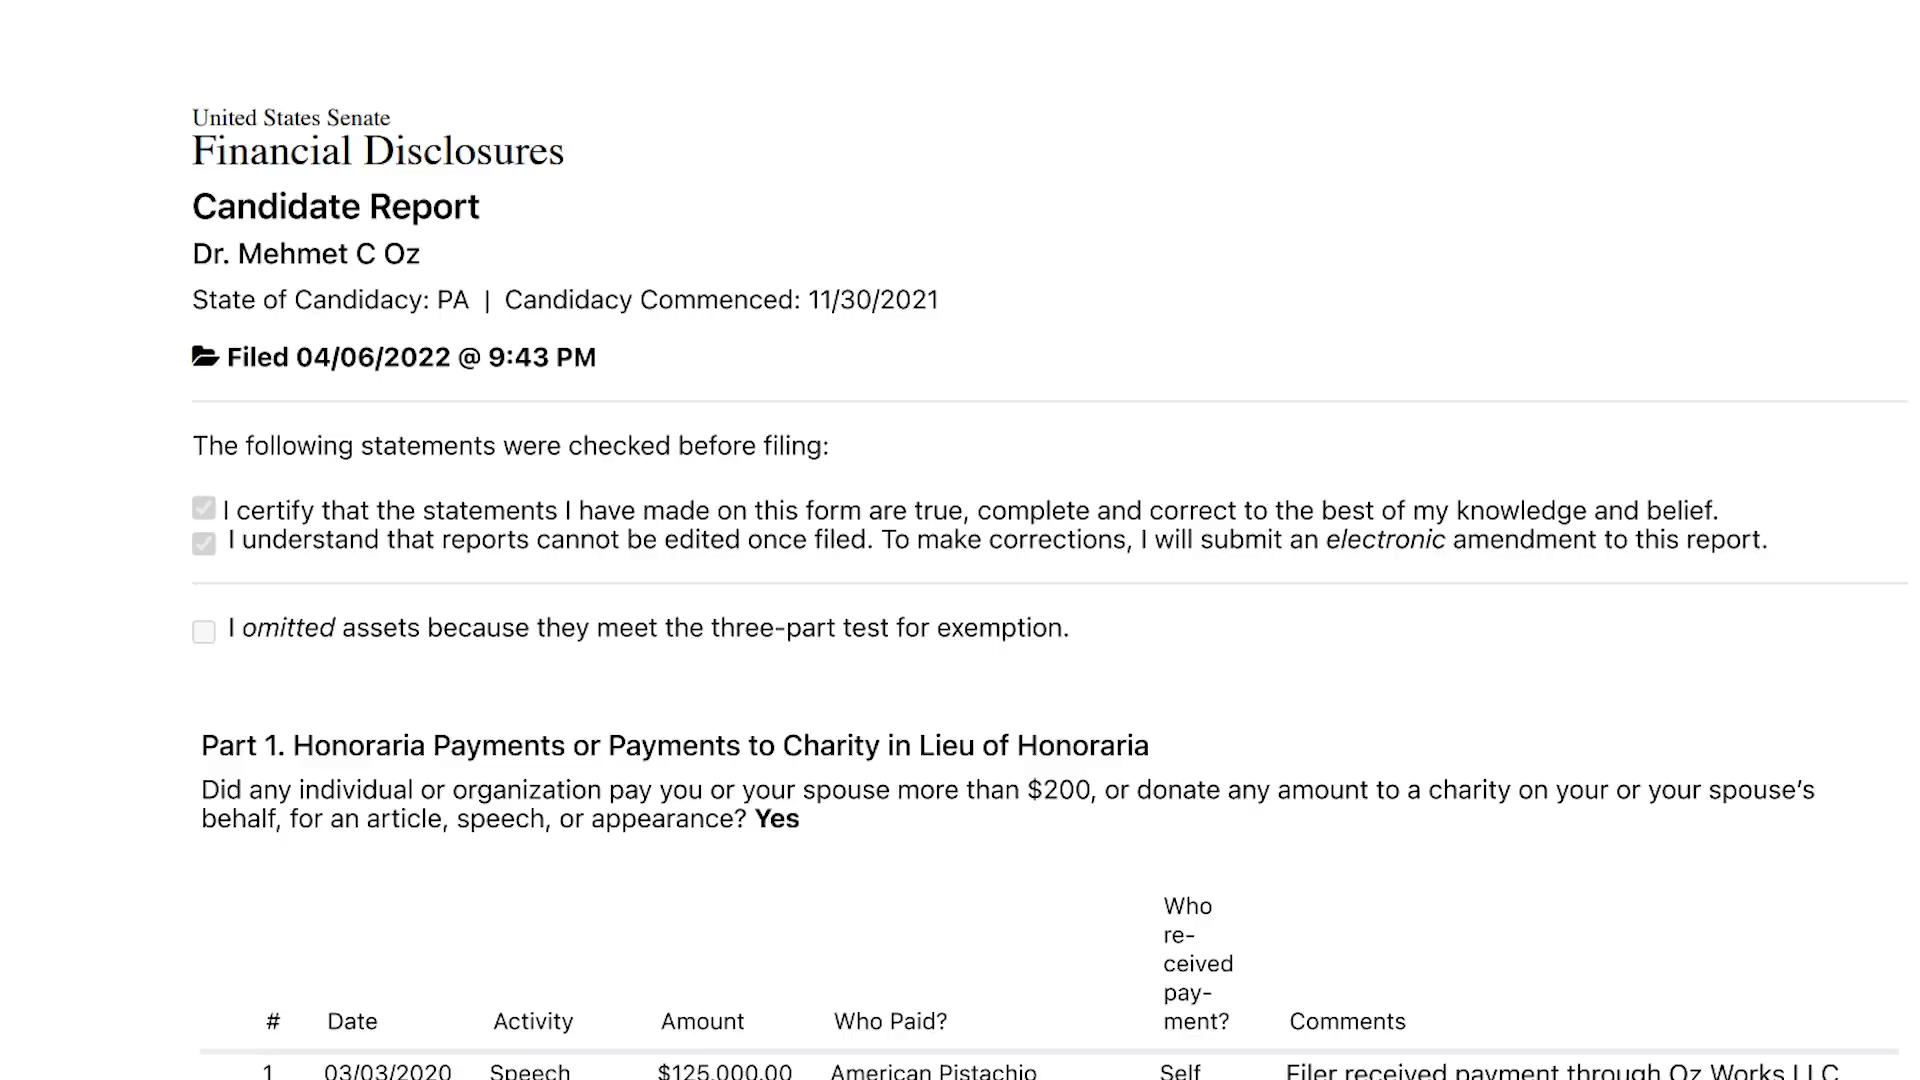 United States Senate
Financial Disclosures
Candidate Report
Dr. Mehmet C Oz
State of Candidacy: PA | Candidacy Commenced: 11/30/2021
Filed 04/06/2022 @ 9:43 PM
The following statements were checked before filing:
I certify that the statements I have made on this form are true, complete and correct to the best of my knowledge and belief.
I understand that reports cannot be edited once filed. To make corrections, I will submit an electronic amendment to this report.
I omitted assets because they meet the three-part test for exemption.
Part 1. Honoraria Payments or Payments to Charity in Lieu of Honoraria
Did any individual or organization pay you or your spouse more than $200, or donate any amount to a charity on your or your spouse's
behalf, for an article, speech, or appearance? Yes
Who
re-
ceived
pay-
# Date Activity Amount Who Paid? ment? Comments
1 03/03/2020 Speech $125,000.00 American Pistachio Self Filer received payment through Oz Works LLC